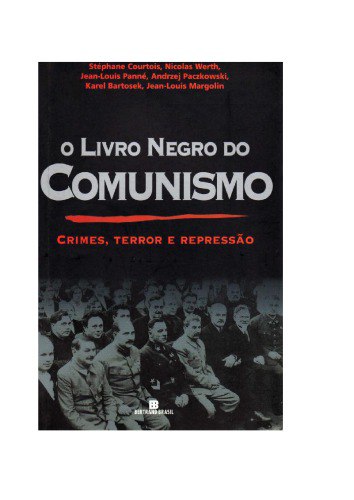 Stéphane Courtois, Nicolas Werth,
Jean-Louis Panné, Andrzej Paczkowski,
Karel Bartosek, Jean-Louis Margolin
O LIVRO NEGRO DO
COMUNISMO
CRIMES, TERROR E REPRESSÃO
BERTRAND BRASIL